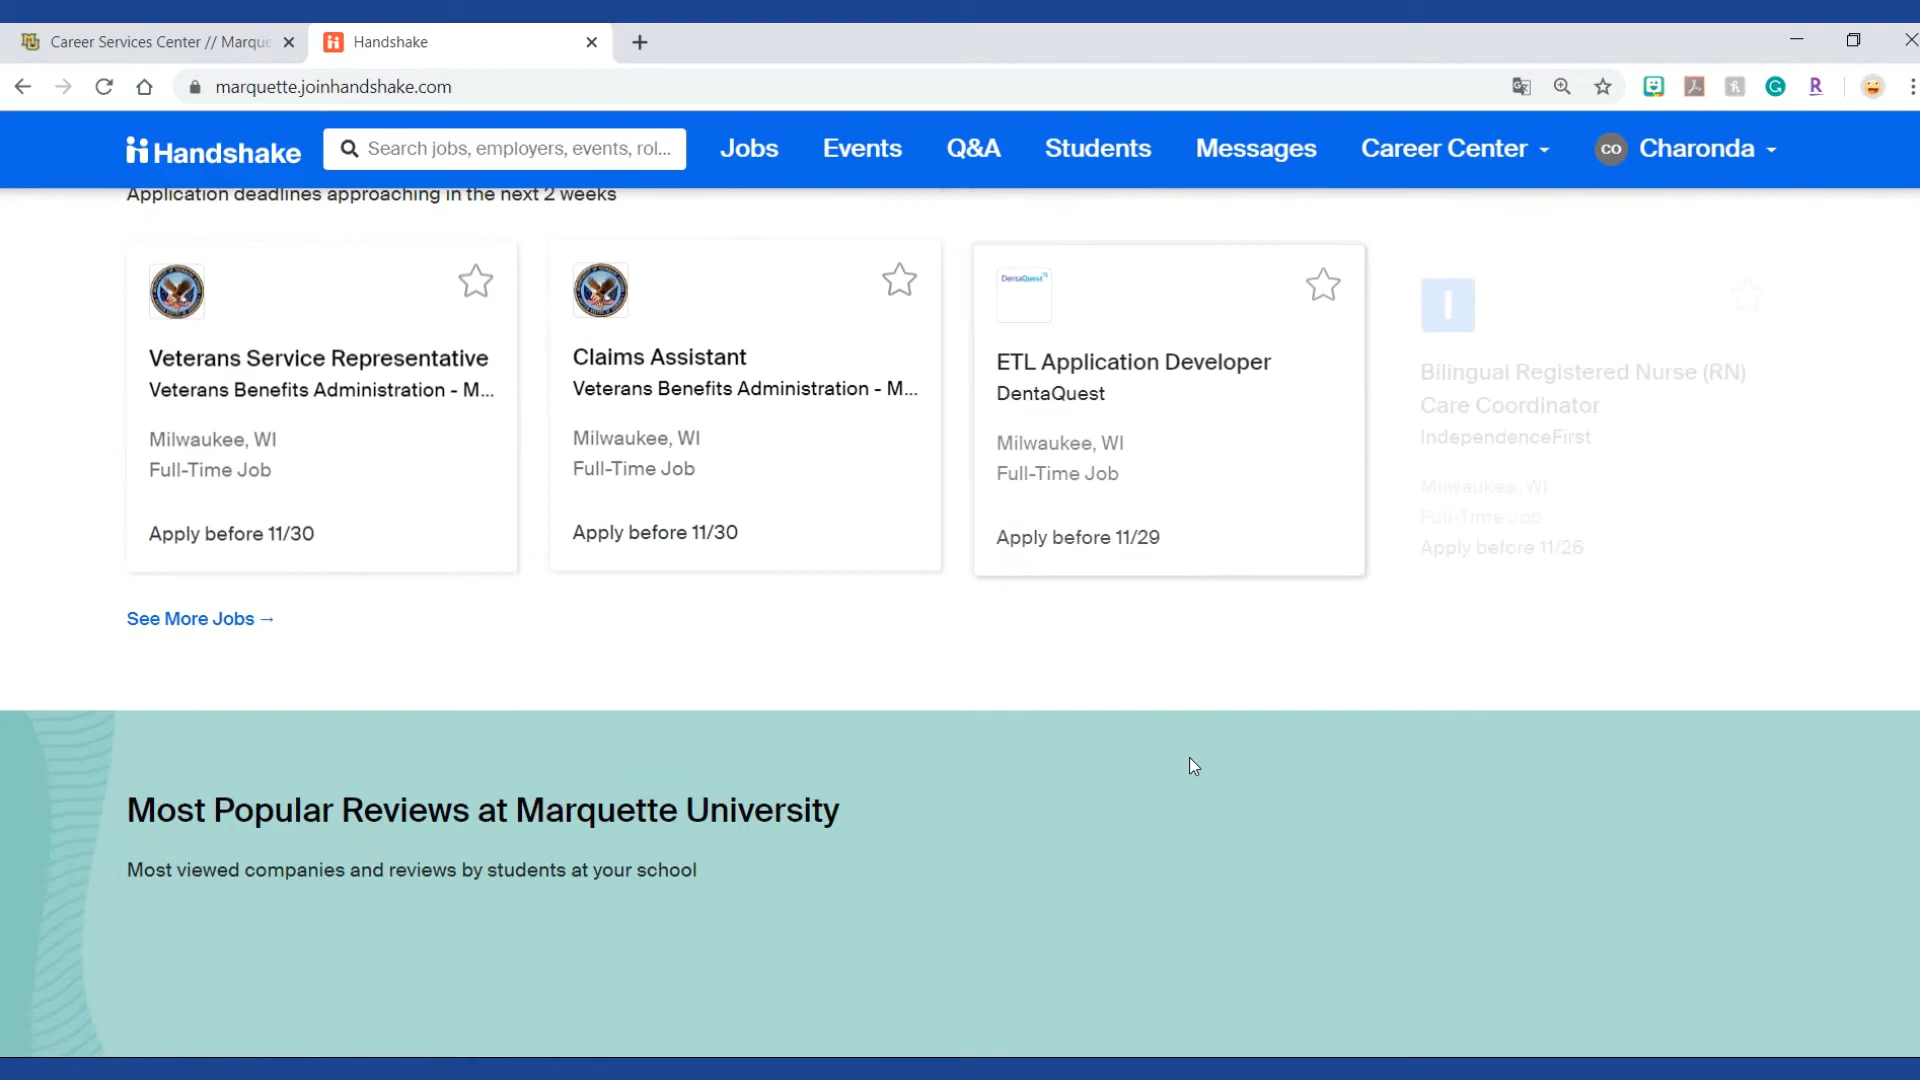 Career Services Center // Marque
Handshake
marquette.joinhandshake.com
Handshake
Search jobs, employers, events, rol...
Jobs
Events
Q&A
Students
Messages
Career Center
CO
Charonda
Application deadlines approaching in the next 2 weeks
Veterans Service Representative
Veterans Benefits Administration - M...
Milwaukee, WI
Full-Time Job
Apply before 11/30
Claims Assistant
Veterans Benefits Administration - M...
Milwaukee, WI
Full-Time Job
Apply before 11/30
DentaQuest
ETL Application Developer
DentaQuest
Milwaukee, WI
Full-Time Job
Apply before 11/29
I
Bilingual Registered Nurse (RN)
Care Coordinator
IndependenceFirst
Milwaukee, WI
Full-Time Job
Apply before 11/26
See More Jobs →
Most Popular Reviews at Marquette University
Most viewed companies and reviews by students at your school